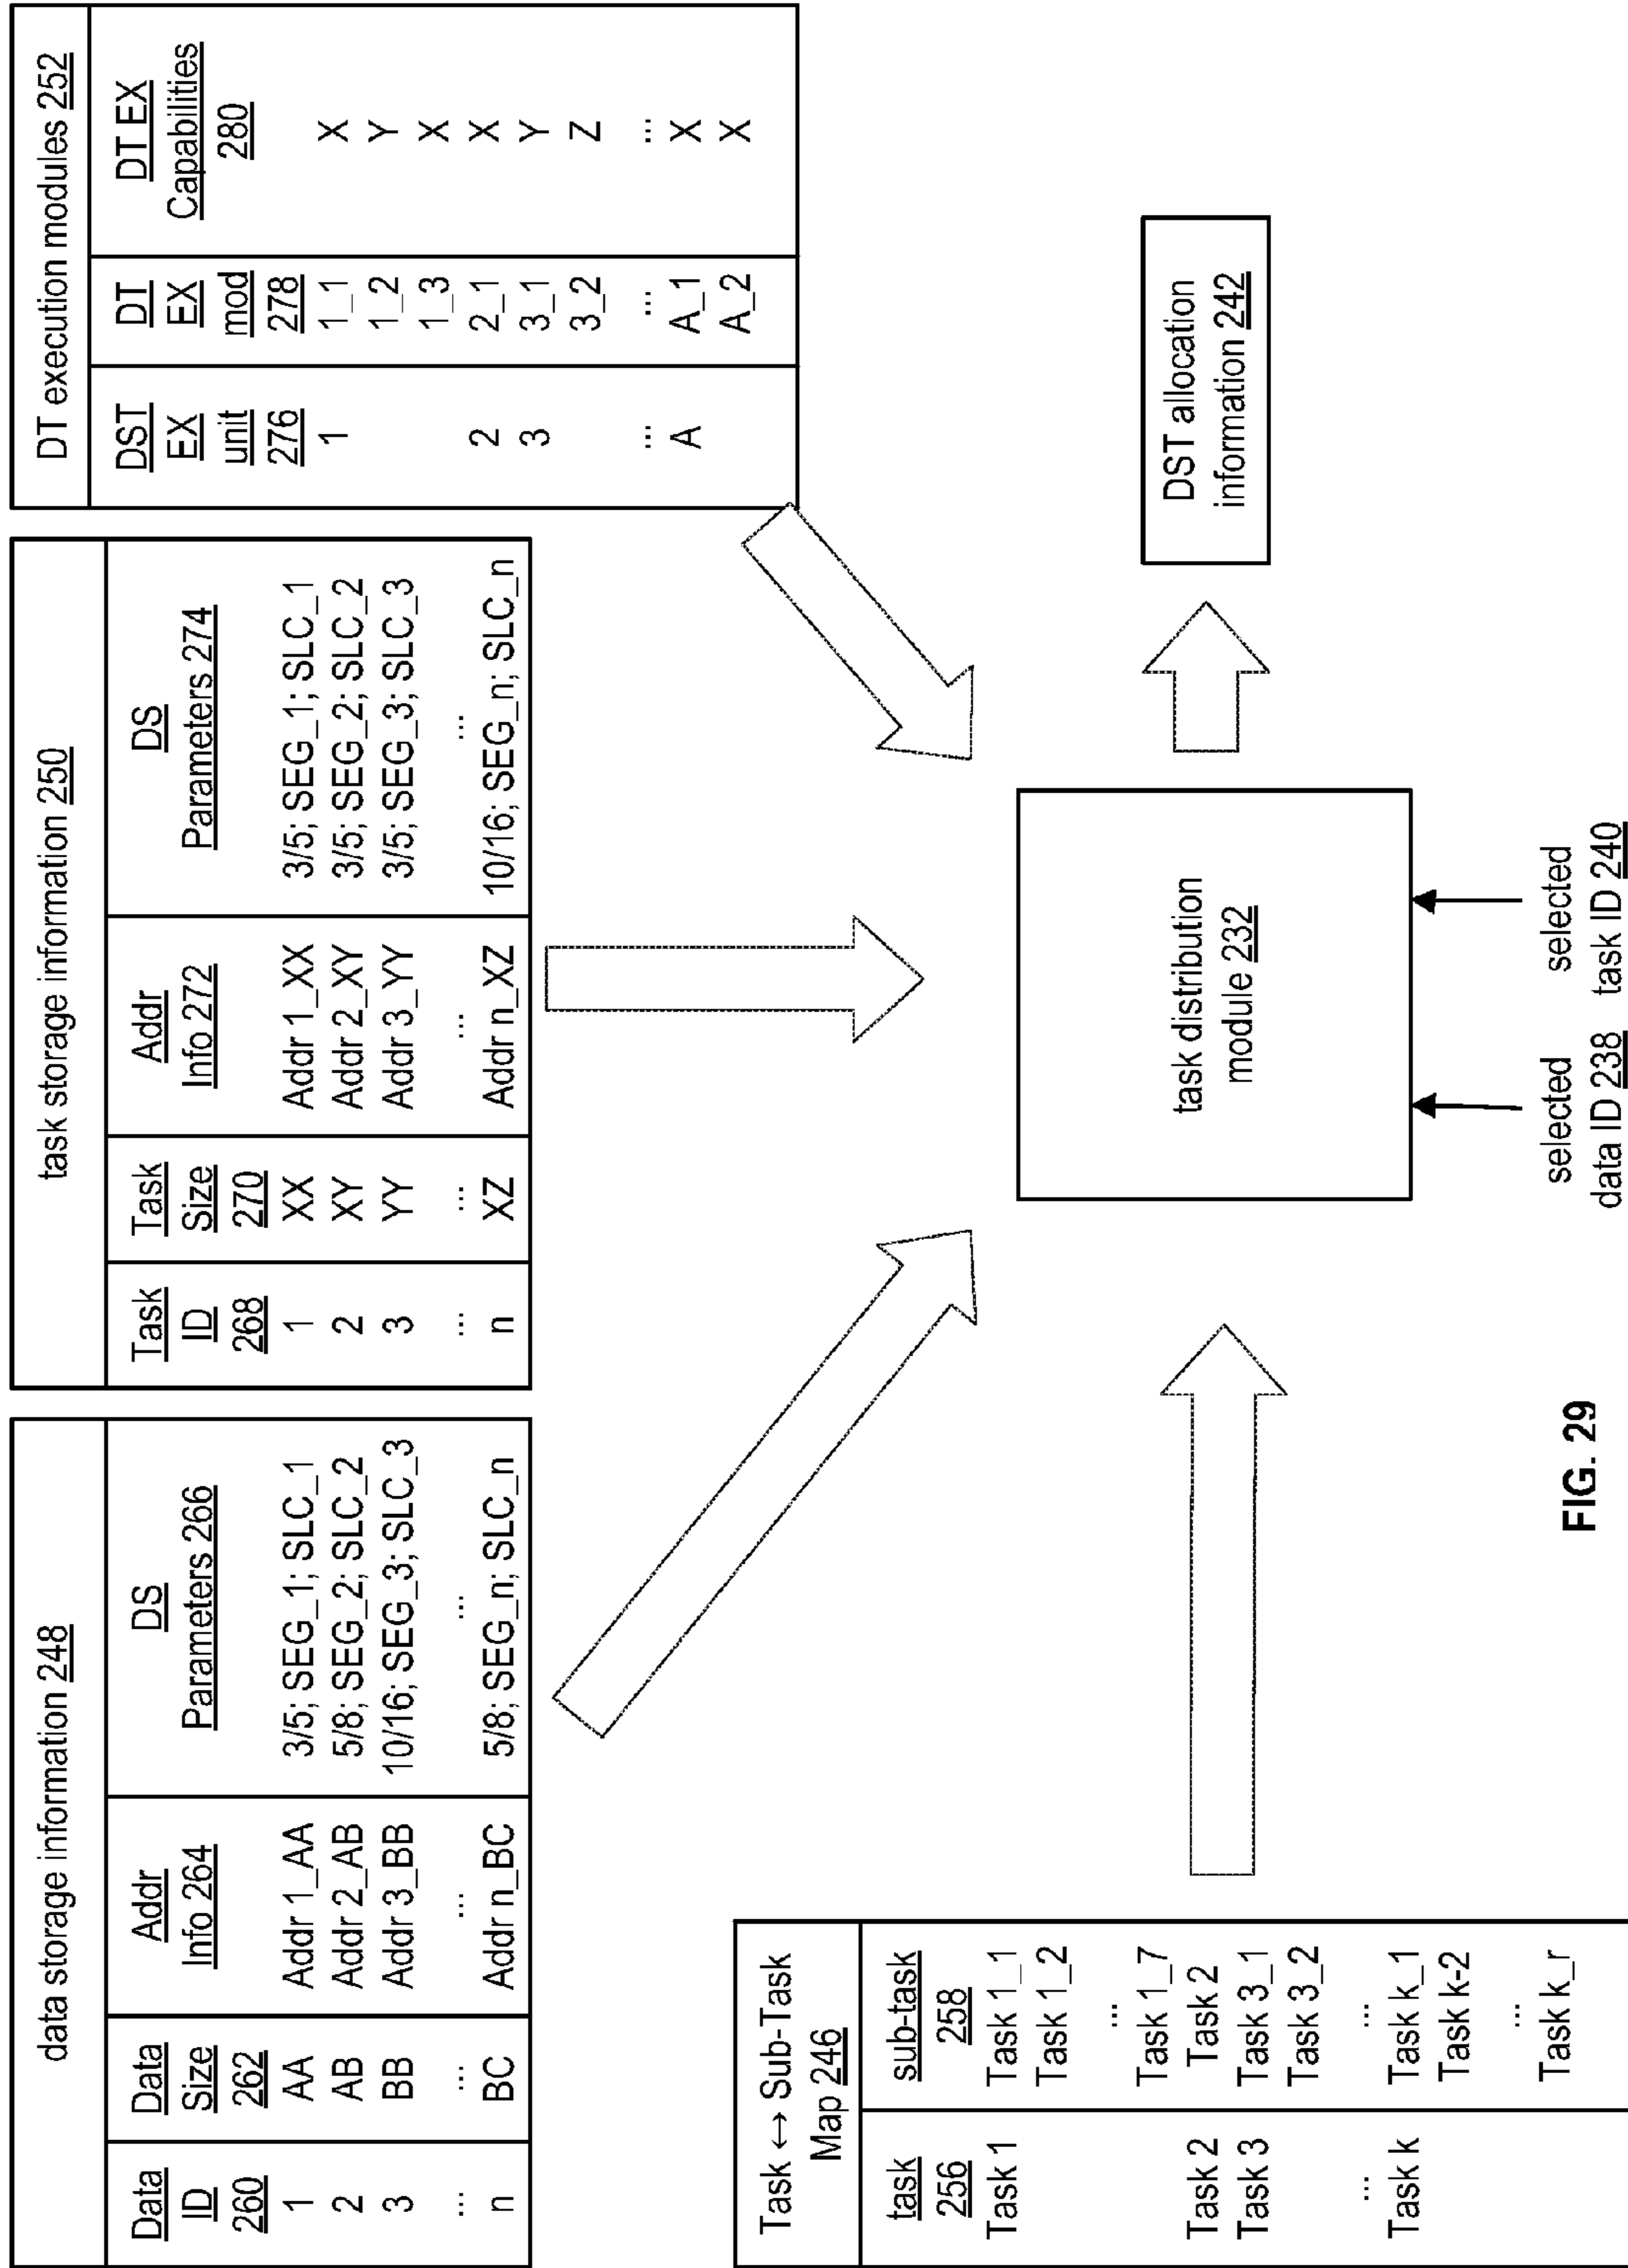 data storage information 248
Data ID 260 Data Size 262 Addr Info 264 DS Parameters 266
1 AA Addr 1_AA 3/5; SEG_1; SLC_1
2 AB Addr 2_AB 5/8; SEG_2; SLC_2
3 BB Addr 3_BB 10/16; SEG_3; SLC_3
... ... ... ...
n BC Addr n_BC 5/8; SEG_n; SLC_n
task storage information 250
Task ID 268 Task Size 270 Addr Info 272 DS Parameters 274
1 XX Addr 1_XX 3/5; SEG_1; SLC_1
2 XY Addr 2_XY 3/5; SEG_2; SLC_2
3 YY Addr 3_YY 3/5; SEG_3; SLC_3
... ... ... ...
n XZ Addr n_XZ 10/16; SEG_n; SLC_n
DT execution modules 252
DST EX unit 276 DT EX mod 278 DT EX Capabilities 280
1 1_1 X
1_2 Y
1_3 X
2 2_1 X
3 3_1 Y
3_2 Z
... ... ...
A A_1 X
A_2 X
Task ↔ Sub-Task
Map 246
task 256 sub-task 258
Task 1 Task 1_1
Task 1_2
...
Task 1_7
Task 2 Task 2
Task 3 Task 3_1
Task 3_2
... ...
Task k Task k_1
Task k-2
...
Task k_r
task distribution
module 232
DST allocation
information 242
selected
data ID 238
selected
task ID 240
FIG. 29